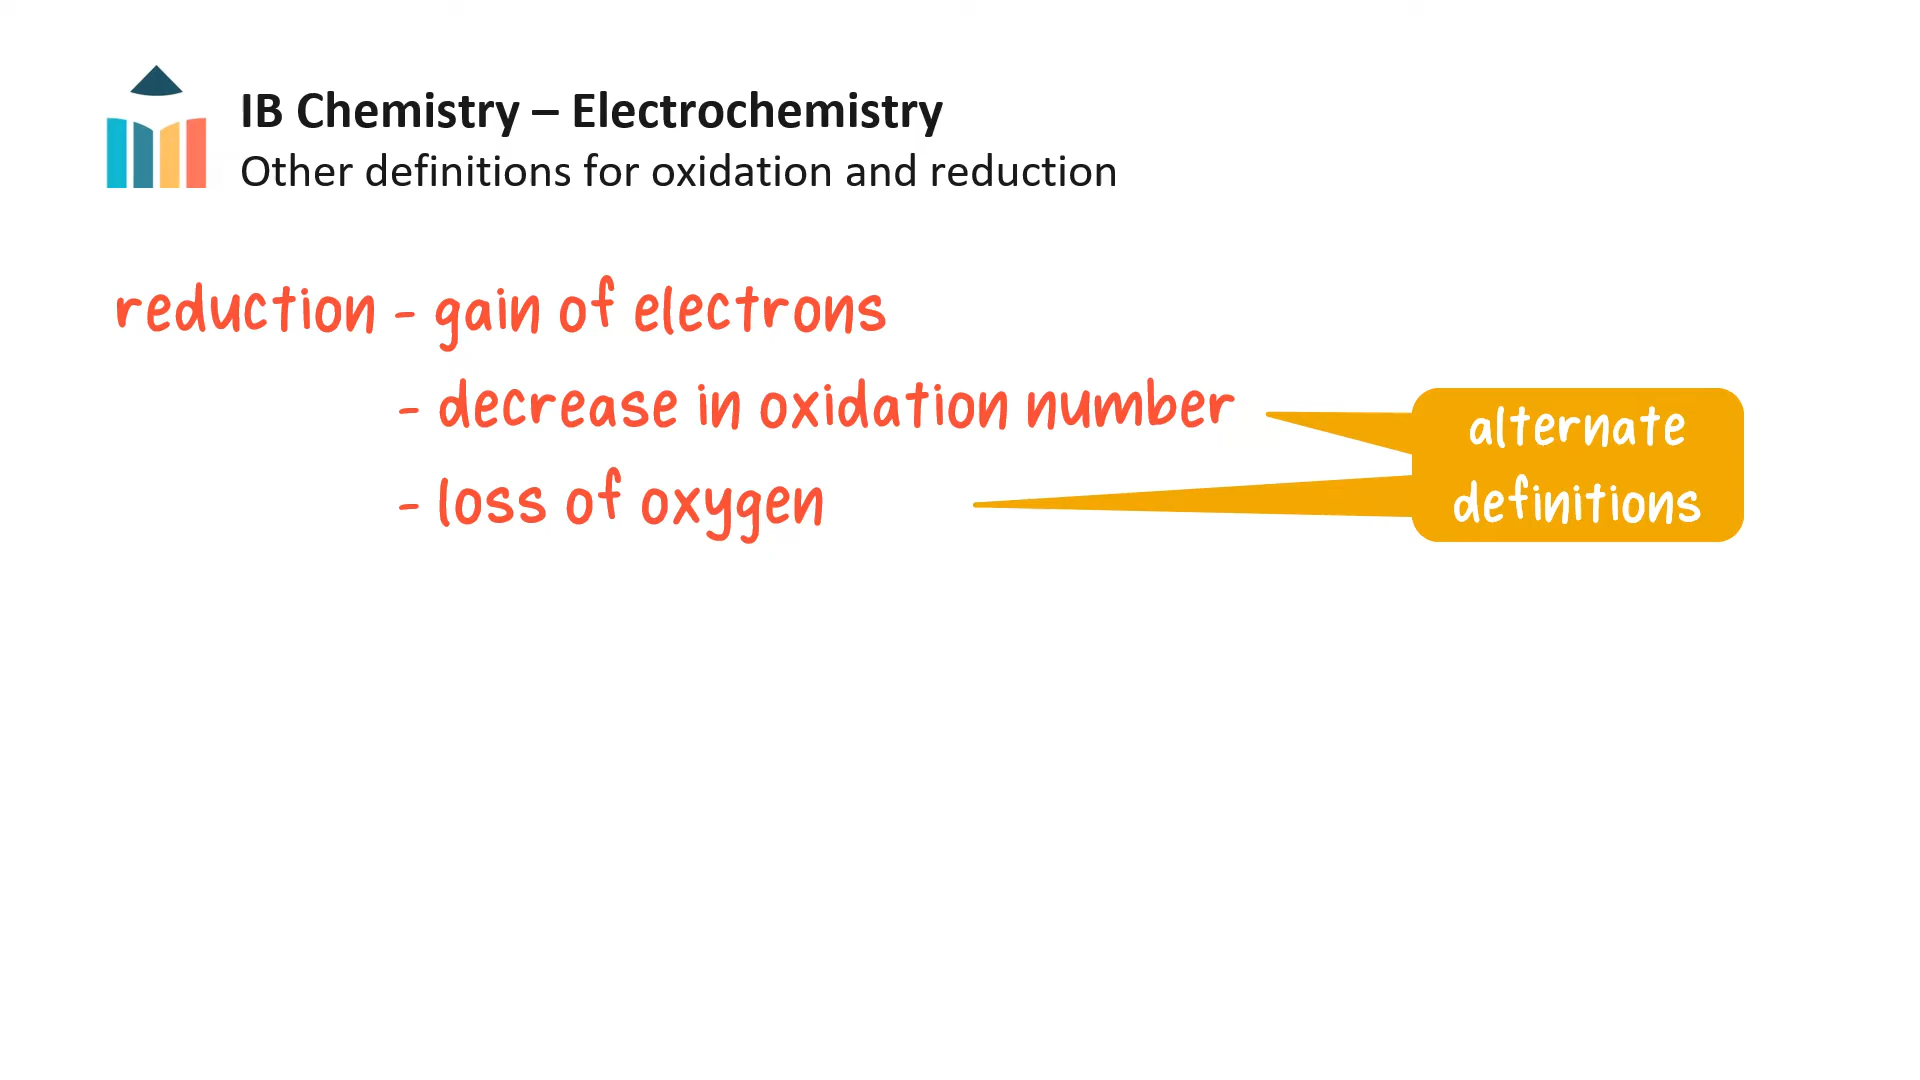 IB Chemistry – Electrochemistry
Other definitions for oxidation and reduction
reduction - gain of electrons
- decrease in oxidation number
- loss of oxygen
alternate
definitions